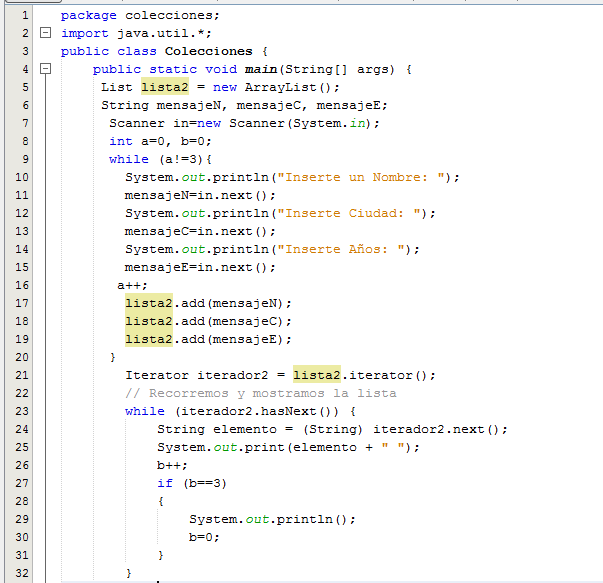 1 package colecciones;
2 import java.util.*;
3 public class Colecciones {
4 public static void main(String[] args) {
5 List lista2 = new ArrayList();
6 String mensajeN, mensajeC, mensajeE;
7 Scanner in=new Scanner(System.in);
8 int a=0, b=0;
9 while (a!=3){
10 System.out.println("Inserte un Nombre: ");
11 mensajeN=in.next();
12 System.out.println("Inserte Ciudad: ");
13 mensajeC=in.next();
14 System.out.println("Inserte Años: ");
15 mensajeE=in.next();
16 a++;
17 lista2.add(mensajeN);
18 lista2.add(mensajeC);
19 lista2.add(mensajeE);
20 }
21 Iterator iterador2 = lista2.iterator();
22 // Recorremos y mostramos la lista
23 while (iterador2.hasNext()) {
24 String elemento = (String) iterador2.next();
25 System.out.print(elemento + " ");
26 b++;
27 if (b==3)
28 {
29 System.out.println();
30 b=0;
31 }
32 }